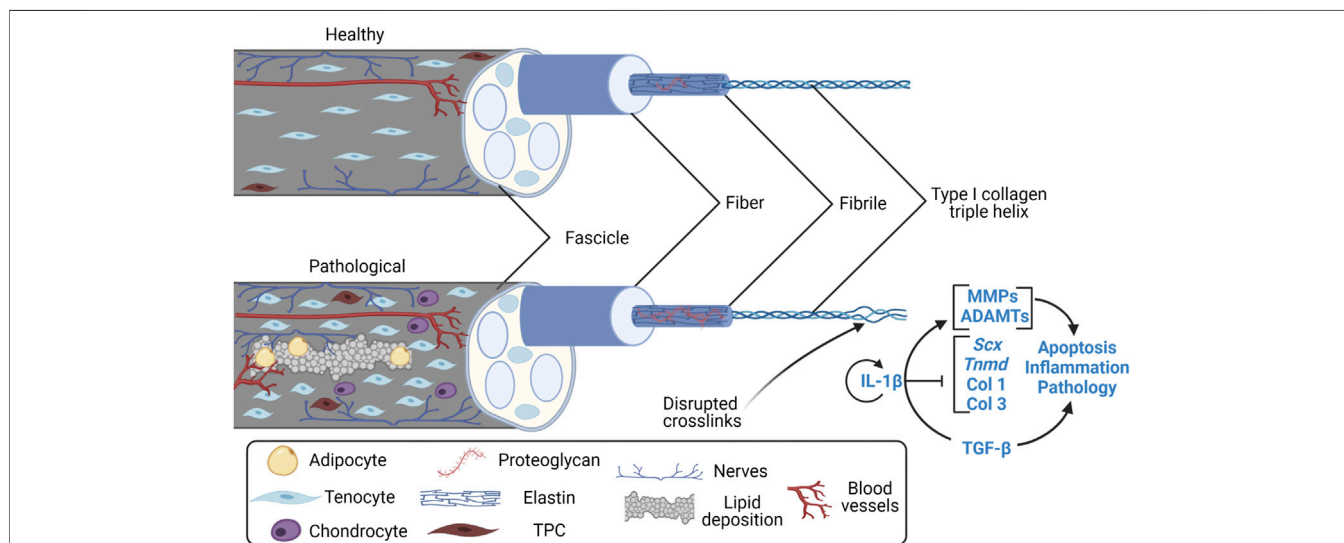 Healthy
Fascicle
Fiber
Fibrile
Type I collagen
triple helix
Pathological
Disrupted
crosslinks
MMPs
ADAMTs
Scx
Tnmd
Col 1
Col 3
IL-1β
Apoptosis
Inflammation
Pathology
TGF-β
Adipocyte
Proteoglycan
Nerves
Blood
vessels
Tenocyte
Elastin
Lipid
deposition
Chondrocyte
TPC